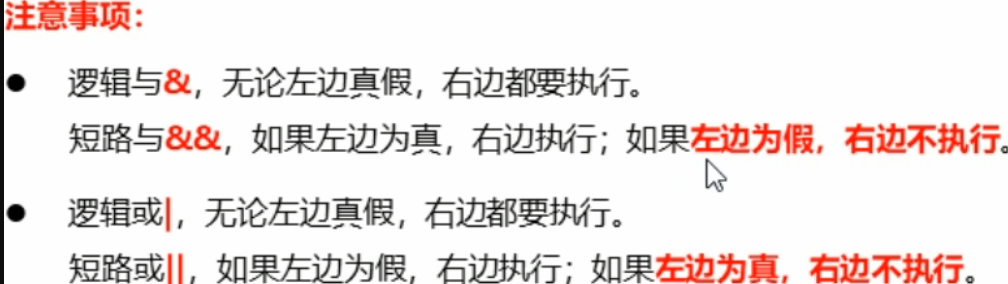 注意事项：
● 逻辑与&，无论左边真假，右边都要执行。
短路与&&，如果左边为真，右边执行；如果左边为假，右边不执行。
● 逻辑或|，无论左边真假，右边都要执行。
短路或||，如果左边为假，右边执行；如果左边为真，右边不执行。